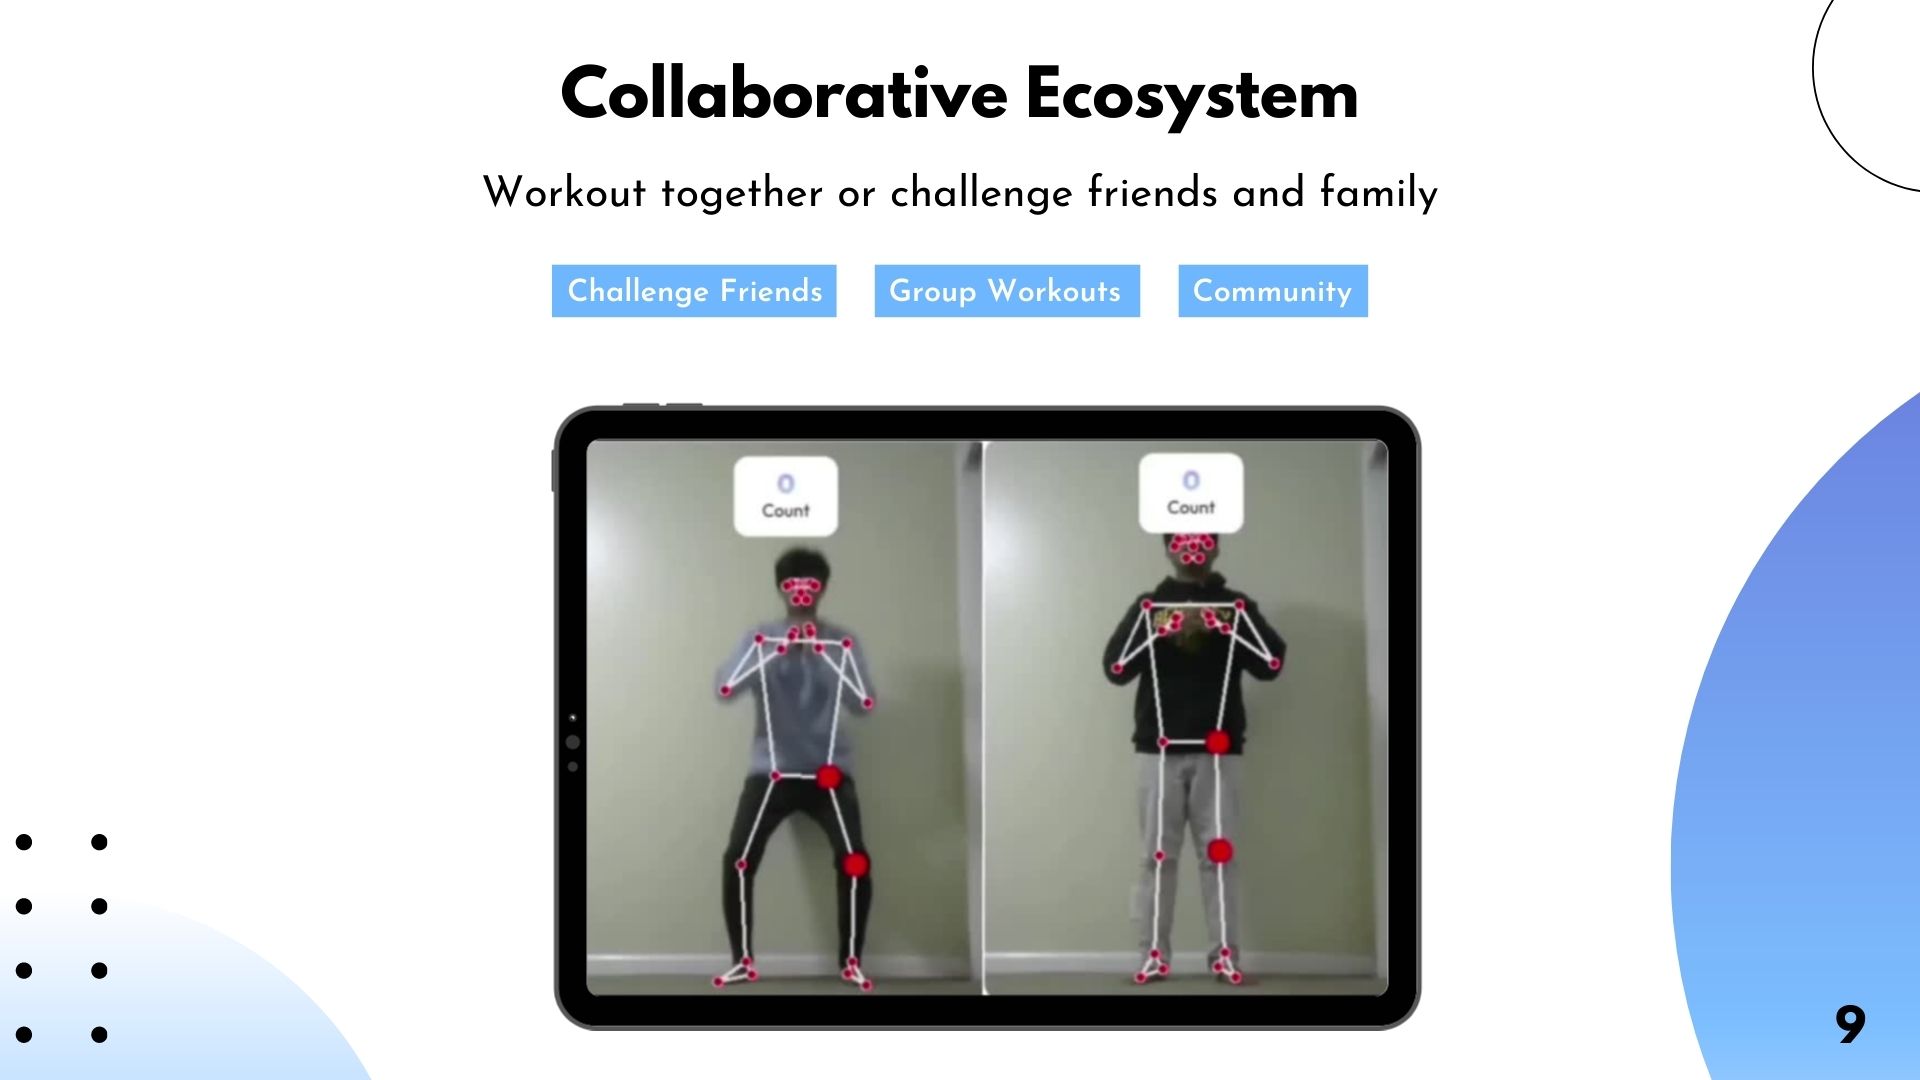 Collaborative Ecosystem
Workout together or challenge friends and family
Challenge Friends
Group Workouts
Community
0
Count
0
Count
9